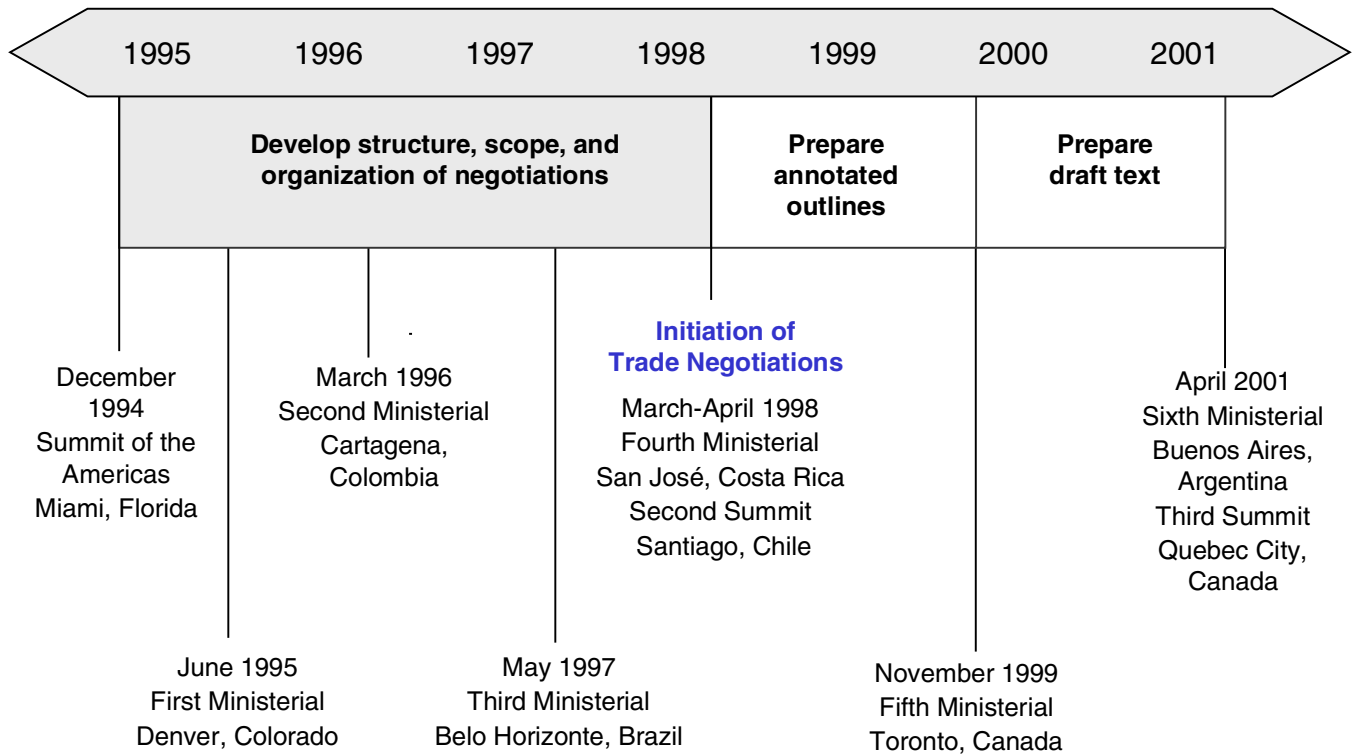 1995 1996 1997 1998 1999 2000 2001
Develop structure, scope, and
organization of negotiations
Prepare
annotated
outlines
Prepare
draft text
December
1994
Summit of the
Americas
Miami, Florida
March 1996
Second Ministerial
Cartagena,
Colombia
Initiation of
Trade Negotiations
March-April 1998
Fourth Ministerial
San José, Costa Rica
Second Summit
Santiago, Chile
April 2001
Sixth Ministerial
Buenos Aires,
Argentina
Third Summit
Quebec City,
Canada
June 1995
First Ministerial
Denver, Colorado
May 1997
Third Ministerial
Belo Horizonte, Brazil
November 1999
Fifth Ministerial
Toronto, Canada